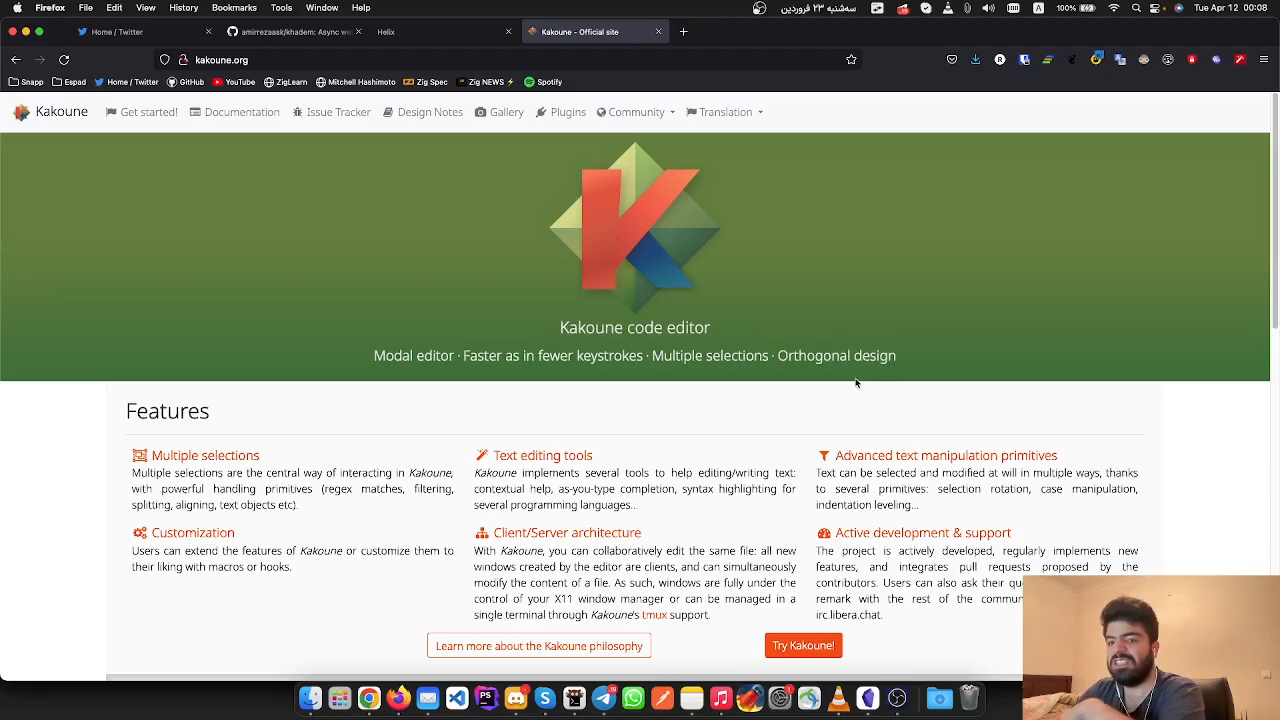 Firefox File Edit View History Bookmarks Tools Window Help
سه‌شنبه ۲۳ فروردین
A 100% Tue Apr 12 00:08
Home / Twitter
amirrezaask/khadem: Async we
Helix
Kakoune - Official site
kakoune.org
Snapp Espad Home / Twitter GitHub YouTube ZigLearn Mitchell Hashimoto Zig Spec Zig NEWS ⚡ Spotify
Kakoune Get started! Documentation Issue Tracker Design Notes Gallery Plugins Community Translation
Kakoune code editor
Modal editor · Faster as in fewer keystrokes · Multiple selections · Orthogonal design
Features
Multiple selections
Multiple selections are the central way of interacting in Kakoune,
with powerful handling primitives (regex matches, filtering,
splitting, aligning, text objects etc).
Text editing tools
Kakoune implements several tools to help editing/writing text:
contextual help, as-you-type completion, syntax highlighting for
several programming languages...
Advanced text manipulation primitives
Text can be selected and modified at will in multiple ways, thanks
to several primitives: selection rotation, case manipulation,
indentation leveling...
Customization
Users can extend the features of Kakoune or customize them to
their liking with macros or hooks.
Client/Server architecture
With Kakoune, you can collaboratively edit the same file: all new
windows created by the editor are clients, and can simultaneously
modify the content of a file. As such, windows are fully under the
control of your X11 window manager or can be managed in a
single terminal through Kakoune's tmux support.
Active development & support
The project is actively developed, regularly implements new
features, and integrates pull requests proposed by the
contributors. Users can also ask their
remark with the rest of the
irc.libera.chat.
Learn more about the Kakoune philosophy
Try Kakoune!